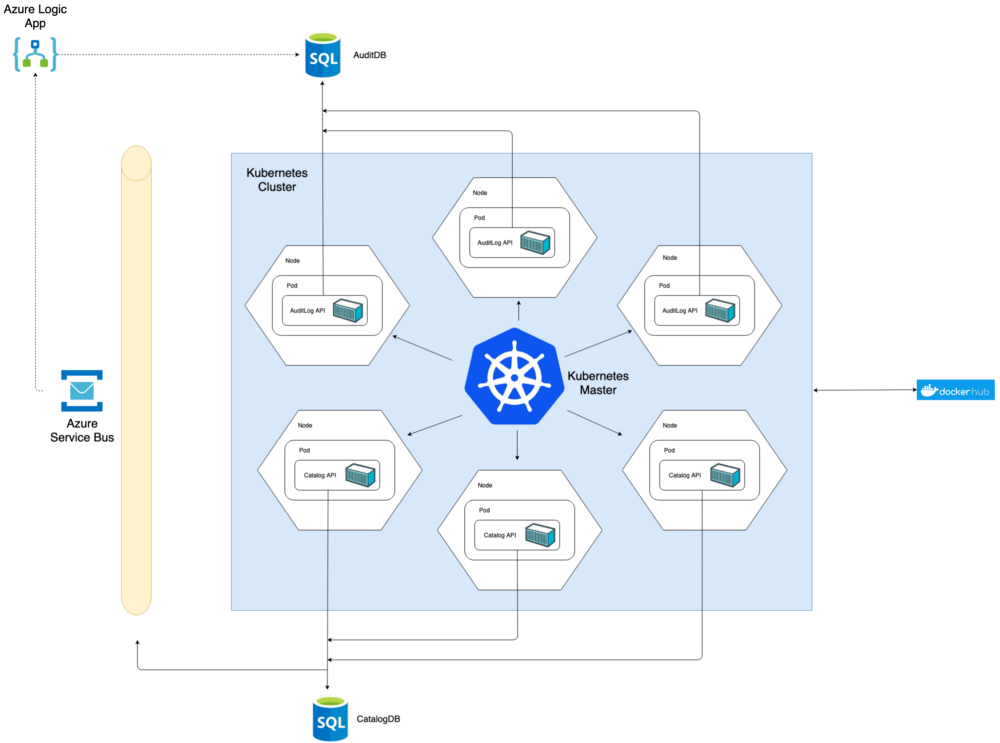 Azure Logic
App
SQL
AuditDB
Kubernetes
Cluster
Node
Pod
AuditLog API
Node
Pod
AuditLog API
Node
Pod
AuditLog API
Kubernetes
Master
dockerhub
Azure
Service Bus
Node
Pod
Catalog API
Node
Pod
Catalog API
Node
Pod
Catalog API
SQL
CatalogDB